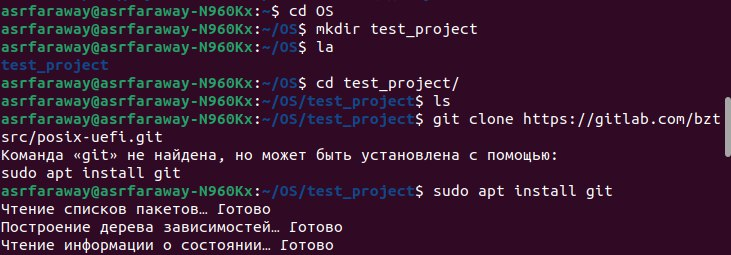 asrfaraway@asrfaraway-N960Kx:~$ cd OS
asrfaraway@asrfaraway-N960Kx:~/OS$ mkdir test_project
asrfaraway@asrfaraway-N960Kx:~/OS$ la
test_project
asrfaraway@asrfaraway-N960Kx:~/OS$ cd test_project/
asrfaraway@asrfaraway-N960Kx:~/OS/test_project$ ls
asrfaraway@asrfaraway-N960Kx:~/OS/test_project$ git clone https://gitlab.com/bzt
src/posix-uefi.git
Команда «git» не найдена, но может быть установлена с помощью:
sudo apt install git
asrfaraway@asrfaraway-N960Kx:~/OS/test_project$ sudo apt install git
Чтение списков пакетов… Готово
Построение дерева зависимостей… Готово
Чтение информации о состоянии… Готово